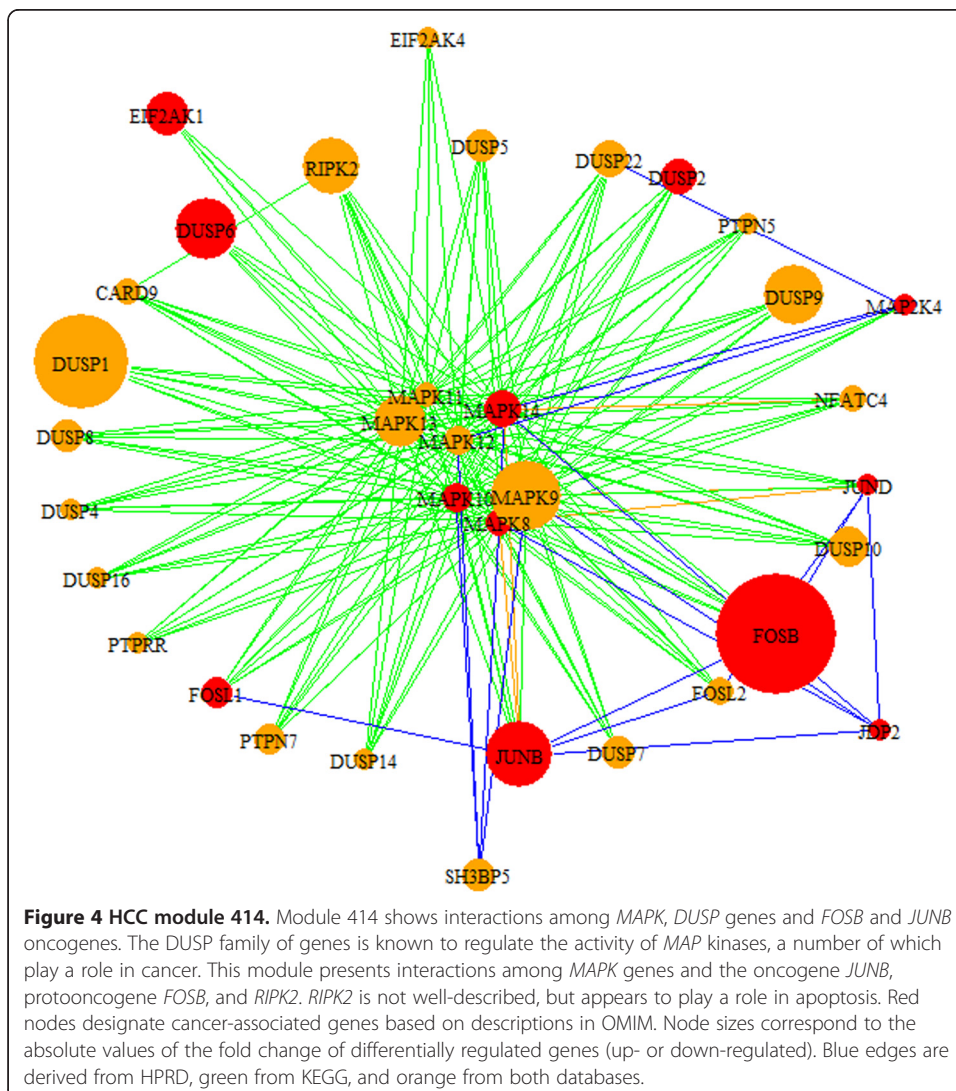 EIF2AK4
EIF2AK1
DUSP5
RIPK2
DUSP22
DUSP2
DUSP6
PTPN5
CARD9
DUSP9
MAP2K4
DUSP1
MAPK11
MAPK14
NFATC4
MAPK13
DUSP8
MAPK12
MAPK10
MAPK9
JUND
DUSP4
MAPK8
DUSP10
DUSP16
PTPRR
FOSB
FOSL1
FOSL2
PTPN7
DUSP14
JUNB
DUSP7
JDP2
SH3BP5
Figure 4 HCC module 414. Module 414 shows interactions among MAPK, DUSP genes and FOSB and JUNB
oncogenes. The DUSP family of genes is known to regulate the activity of MAP kinases, a number of which
play a role in cancer. This module presents interactions among MAPK genes and the oncogene JUNB,
protooncogene FOSB, and RIPK2. RIPK2 is not well-described, but appears to play a role in apoptosis. Red
nodes designate cancer-associated genes based on descriptions in OMIM. Node sizes correspond to the
absolute values of the fold change of differentially regulated genes (up- or down-regulated). Blue edges are
derived from HPRD, green from KEGG, and orange from both databases.